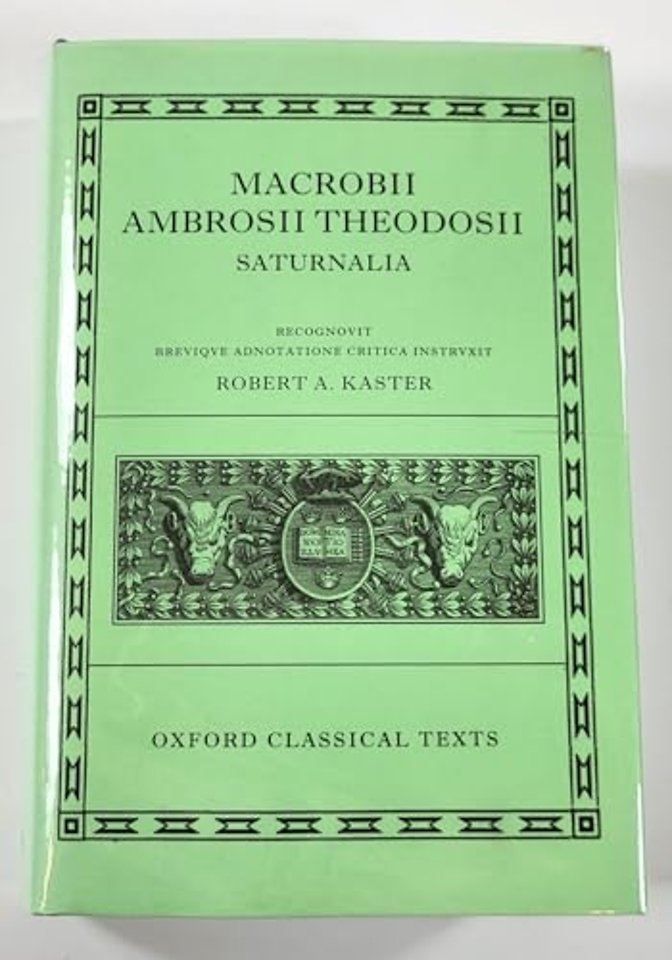 MACROBII
AMBROSII THEODOSII
SATURNALIA
RECOGNOVIT
BREVIQVE ADNOTATIONE CRITICA INSTRVXIT
ROBERT A. KASTER
OXFORD CLASSICAL TEXTS